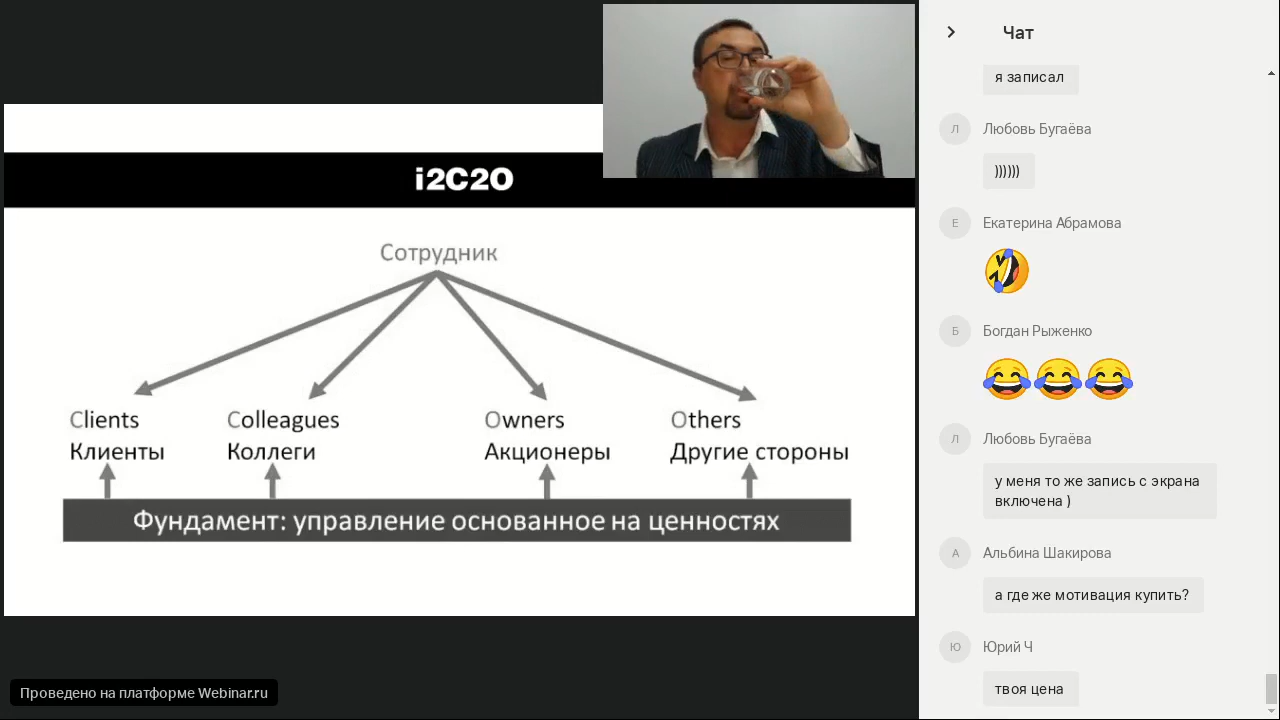 i2C2O
Сотрудник
Clients
Клиенты
Colleagues
Коллеги
Owners
Акционеры
Others
Другие стороны
Фундамент: управление основанное на ценностях
Проведено на платформе Webinar.ru
Чат
я записал
Л
Любовь Бугаёва
))))))
Е
Екатерина Абрамова
Б
Богдан Рыженко
Л
Любовь Бугаёва
у меня то же запись с экрана
включена )
А
Альбина Шакирова
а где же мотивация купить?
Ю
Юрий Ч
твоя цена